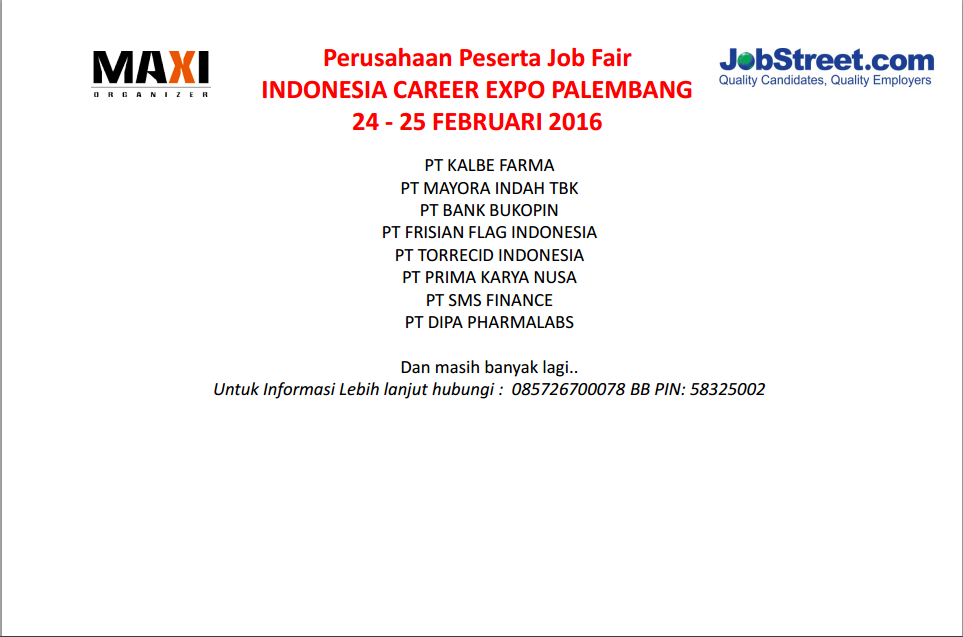 MAXI
ORGANIZER
Perusahaan Peserta Job Fair
INDONESIA CAREER EXPO PALEMBANG
24 - 25 FEBRUARI 2016
JobStreet.com
Quality Candidates, Quality Employers
PT KALBE FARMA
PT MAYORA INDAH TBK
PT BANK BUKOPIN
PT FRISIAN FLAG INDONESIA
PT TORRECID INDONESIA
PT PRIMA KARYA NUSA
PT SMS FINANCE
PT DIPA PHARMALABS
Dan masih banyak lagi..
Untuk Informasi Lebih lanjut hubungi : 085726700078 BB PIN: 58325002